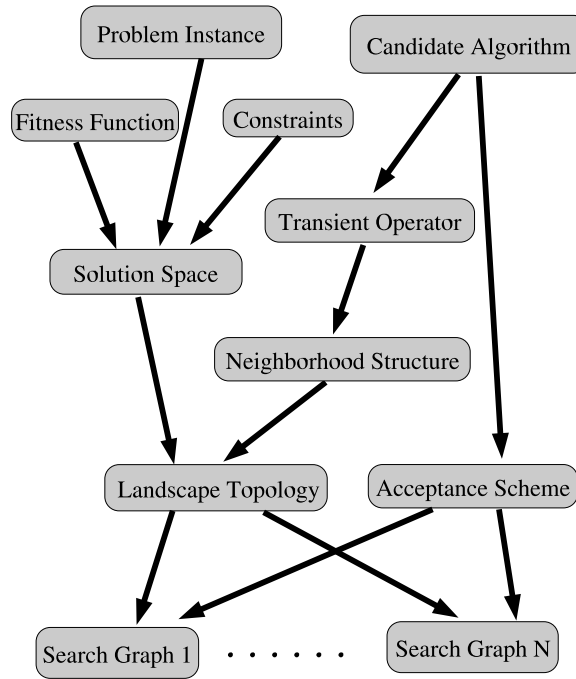 Problem Instance
Candidate Algorithm
Fitness Function
Constraints
Transient Operator
Solution Space
Neighborhood Structure
Landscape Topology
Acceptance Scheme
Search Graph 1
. . . . . .
Search Graph N